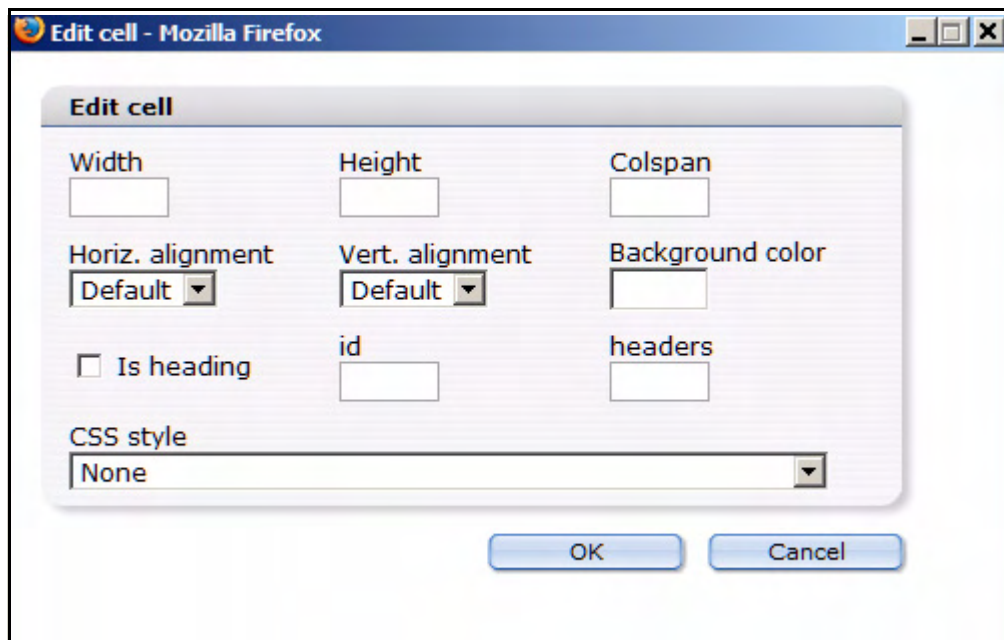 Edit cell - Mozilla Firefox
Edit cell
Width Height Colspan
Horiz. alignment Vert. alignment Background color
Default Default
Is heading id headers
CSS style
None
OK Cancel